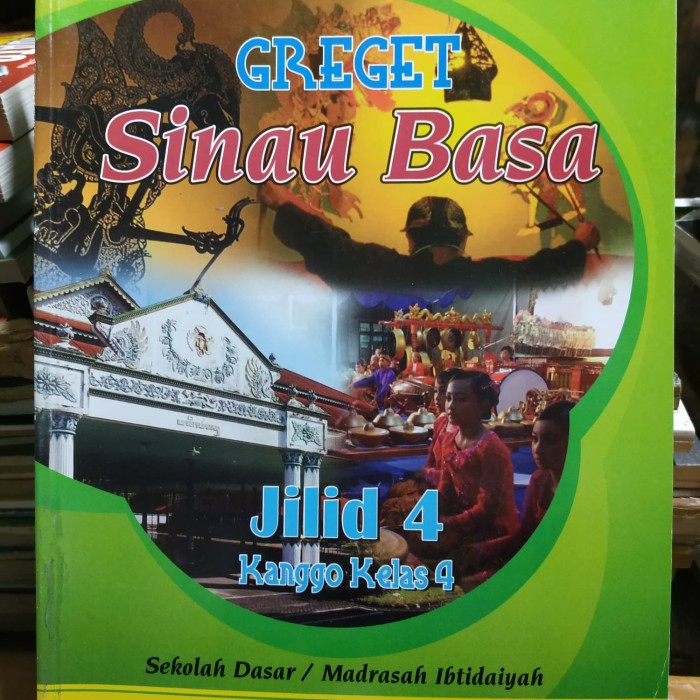 GREGET
Sinau Basa
Jilid 4
Kanggo Kelas 4
Sekolah Dasar / Madrasah Ibtidaiyah